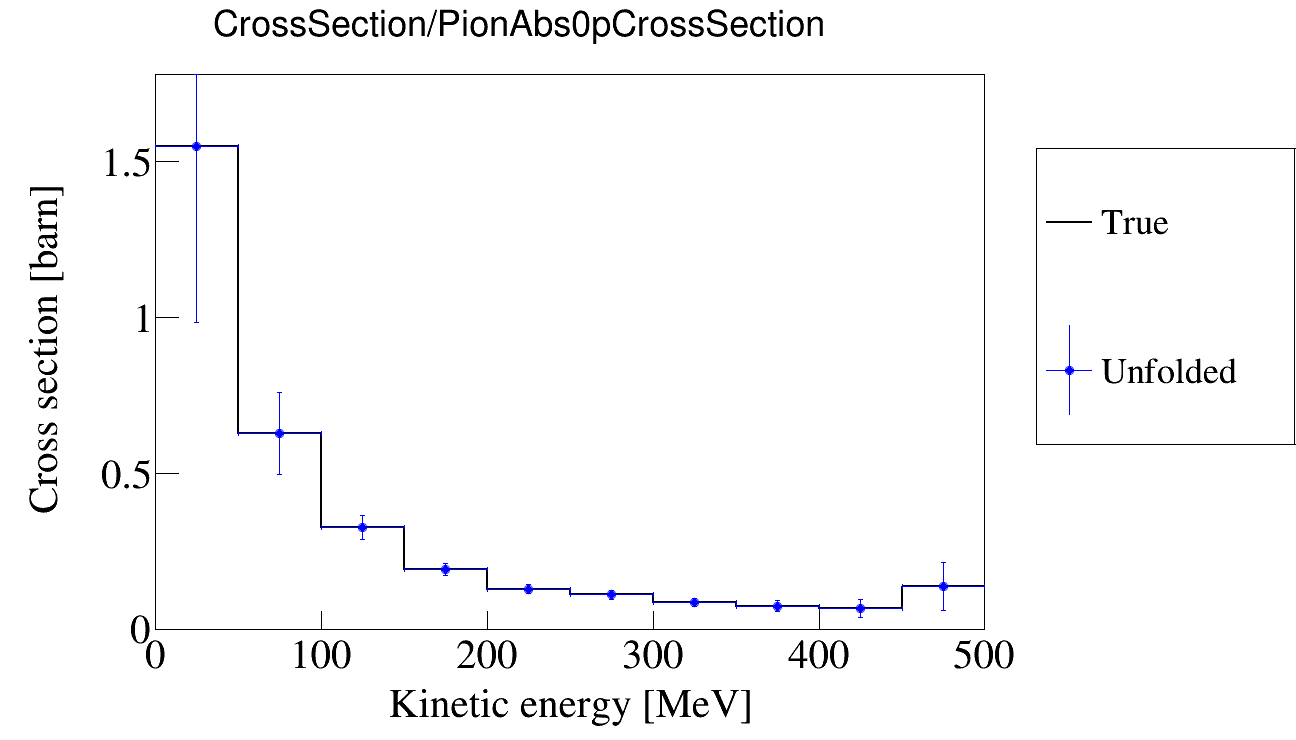 CrossSection/PionAbs0pCrossSection
Cross section [barn]
1.5
1
0.5
0
0 100 200 300 400 500
Kinetic energy [MeV]
True
Unfolded